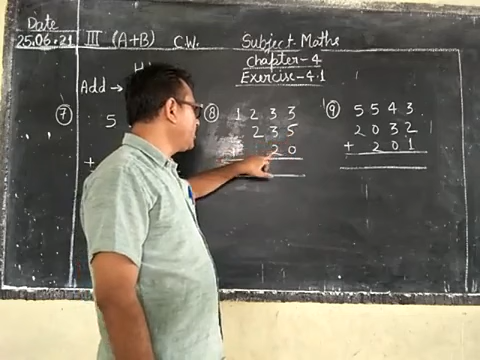 Date
25.06.21 III (A+B) C.W. Subject-Maths
Chapter-4
Exercise-4.1
Add →
⑦ 5
+
⑧ 1 2 3 3
2 3 5
2 0
⑨ 5 5 4 3
2 0 3 2
+ 2 0 1